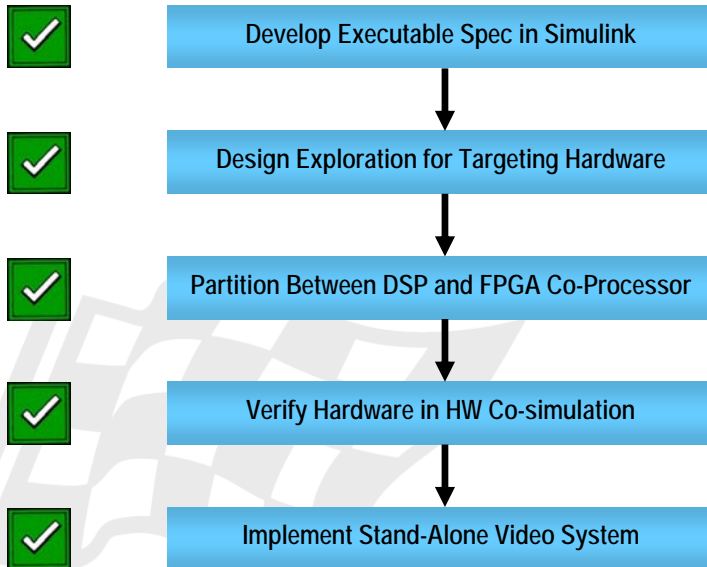 Develop Executable Spec in Simulink
Design Exploration for Targeting Hardware
Partition Between DSP and FPGA Co-Processor
Verify Hardware in HW Co-simulation
Implement Stand-Alone Video System